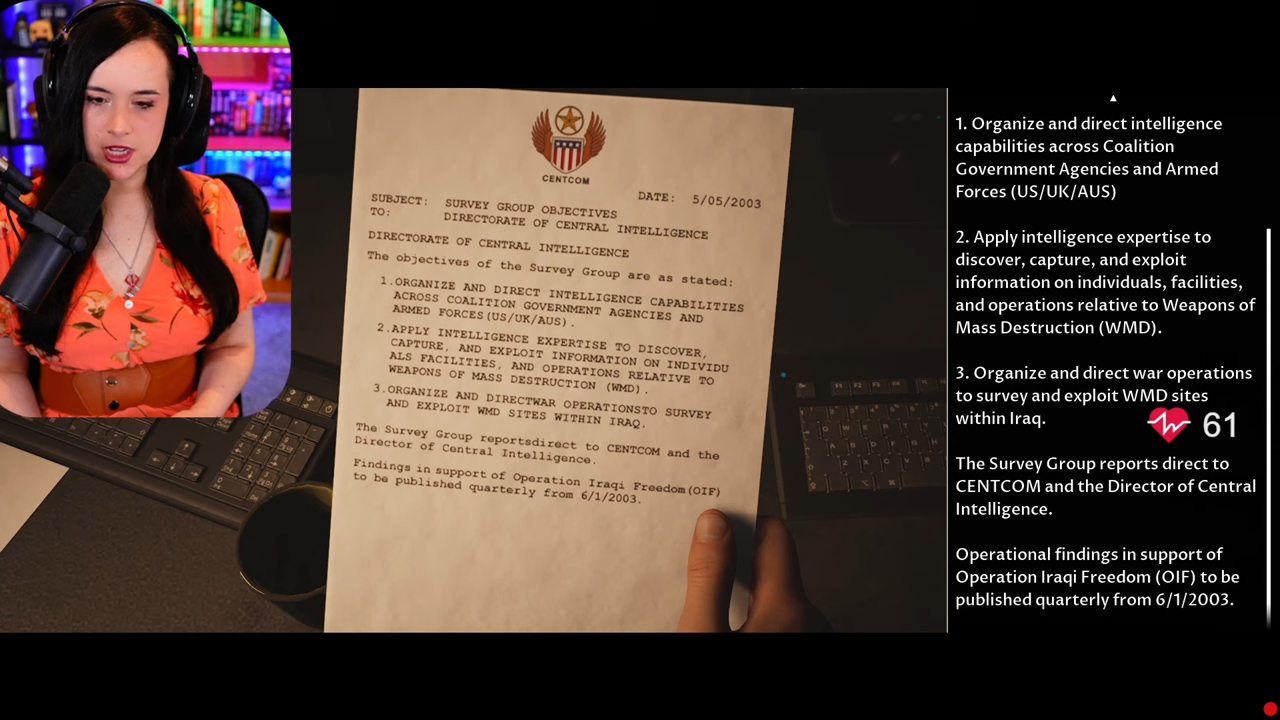 CENTCOM
DATE: 5/05/2003
SUBJECT: SURVEY GROUP OBJECTIVES
TO: DIRECTORATE OF CENTRAL INTELLIGENCE
DIRECTORATE OF CENTRAL INTELLIGENCE
The objectives of the Survey Group are as stated:
1.ORGANIZE AND DIRECT INTELLIGENCE CAPABILITIES
ACROSS COALITION GOVERNMENT AGENCIES AND
ARMED FORCES(US/UK/AUS).
2.APPLY INTELLIGENCE EXPERTISE TO DISCOVER,
CAPTURE, AND EXPLOIT INFORMATION ON INDIVIDU
ALS FACILITIES, AND OPERATIONS RELATIVE TO
WEAPONS OF MASS DESTRUCTION (WMD).
3.ORGANIZE AND DIRECTWAR OPERATIONSTO SURVEY
AND EXPLOIT WMD SITES WITHIN IRAQ.
The Survey Group reportsdirect to CENTCOM and the
Director of Central Intelligence.
Findings in support of Operation Iraqi Freedom(OIF)
to be published quarterly from 6/1/2003.
1. Organize and direct intelligence
capabilities across Coalition
Government Agencies and Armed
Forces (US/UK/AUS)
2. Apply intelligence expertise to
discover, capture, and exploit
information on individuals, facilities,
and operations relative to Weapons of
Mass Destruction (WMD).
3. Organize and direct war operations
to survey and exploit WMD sites
within Iraq.
61
The Survey Group reports direct to
CENTCOM and the Director of Central
Intelligence.
Operational findings in support of
Operation Iraqi Freedom (OIF) to be
published quarterly from 6/1/2003.